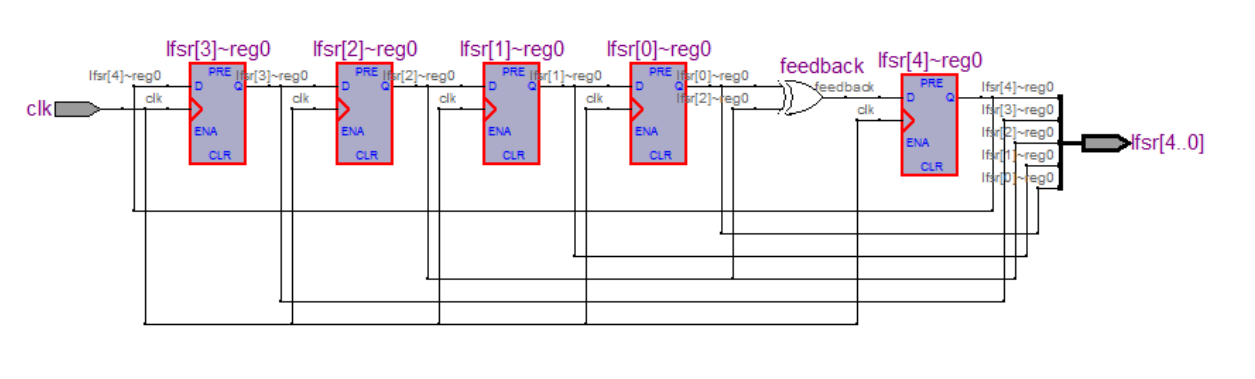 lfsr[3]~reg0
lfsr[2]~reg0
lfsr[1]~reg0
lfsr[0]~reg0
feedback
lfsr[4]~reg0
lfsr[4]~reg0
PRE
lfsr[3]~reg0
PRE
lfsr[2]~reg0
PRE
lfsr[1]~reg0
PRE
lfsr[0]~reg0
feedback
PRE
lfsr[4]~reg0
D
Q
D
Q
D
Q
D
Q
D
Q
clk
clk
clk
clk
clk
lfsr[2]~reg0
clk
lfsr[3]~reg0
ENA
ENA
ENA
ENA
ENA
lfsr[2]~reg0
lfsr[4..0]
CLR
CLR
CLR
CLR
CLR
lfsr[1]~reg0
lfsr[0]~reg0